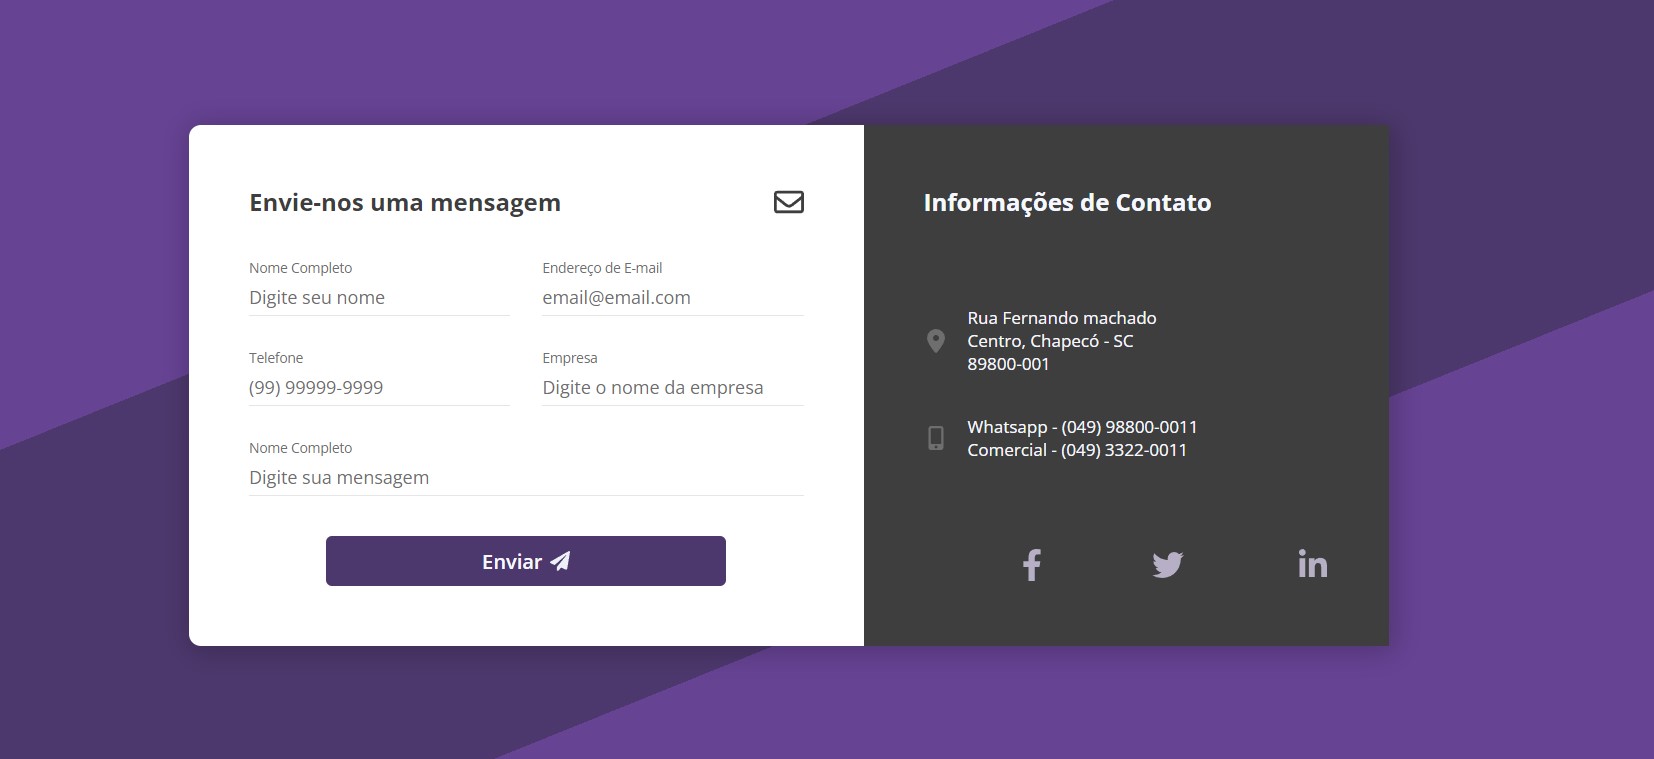 Envie-nos uma mensagem
Nome Completo
Digite seu nome
Endereço de E-mail
email@email.com
Telefone
(99) 99999-9999
Empresa
Digite o nome da empresa
Nome Completo
Digite sua mensagem
Enviar
Informações de Contato
Rua Fernando machado
Centro, Chapecó - SC
89800-001
Whatsapp - (049) 98800-0011
Comercial - (049) 3322-0011